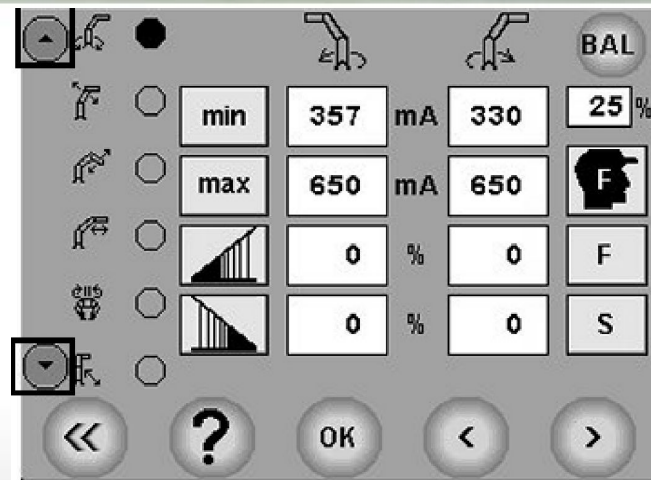 BAL
min 357 mA 330 25 %
max 650 mA 650 F
0 % 0 F
0 % 0 S
« ? OK < >